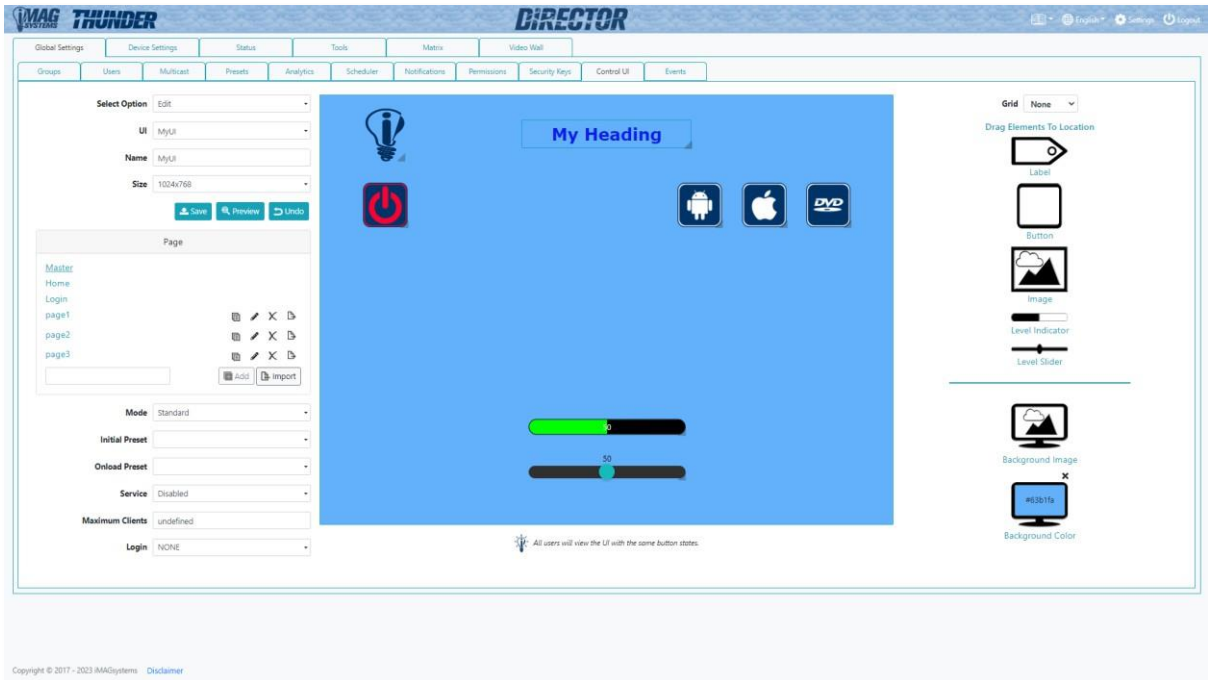 iMAG SYSTEMS THUNDER DiRECTOR English Settings Logout
Global Settings Device Settings Status Tools Matrix Video Wall
Groups Users Multicast Presets Analytics Scheduler Notifications Permissions Security Keys Control UI Events
Select Option Edit
UI MyUI
Name MyUI
Size 1024x768
Save Preview Undo
Page
Master
Home
Login
page1
page2
page3
Add Import
Mode Standard
Initial Preset
Onload Preset
Service Disabled
Maximum Clients undefined
Login NONE
My Heading
DVD
50
50
All users will view the UI with the same button states.
Grid None
Drag Elements To Location
Label
Button
Image
Level Indicator
Level Slider
Background Image
#63b1fa
Background Color
Copyright © 2017 - 2023 iMAGsystems Disclaimer